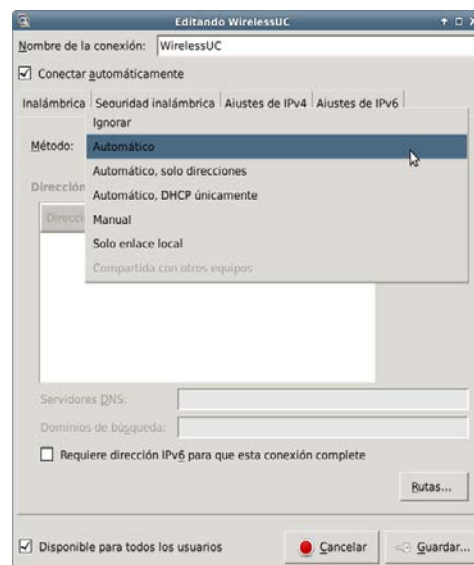 Editando WirelessUC
Nombre de la conexión: WirelessUC
Conectar automáticamente
Inalámbrica Seguridad inalámbrica Ajustes de IPv4 Ajustes de IPv6
Ignorar
Método: Automático
Automático, solo direcciones
Dirección
Automático, DHCP únicamente
Direcci
Manual
Solo enlace local
Compartida con otros equipos
Servidores DNS:
Dominios de búsqueda:
Requiere dirección IPv6 para que esta conexión complete
Rutas...
Disponible para todos los usuarios Cancelar Guardar...